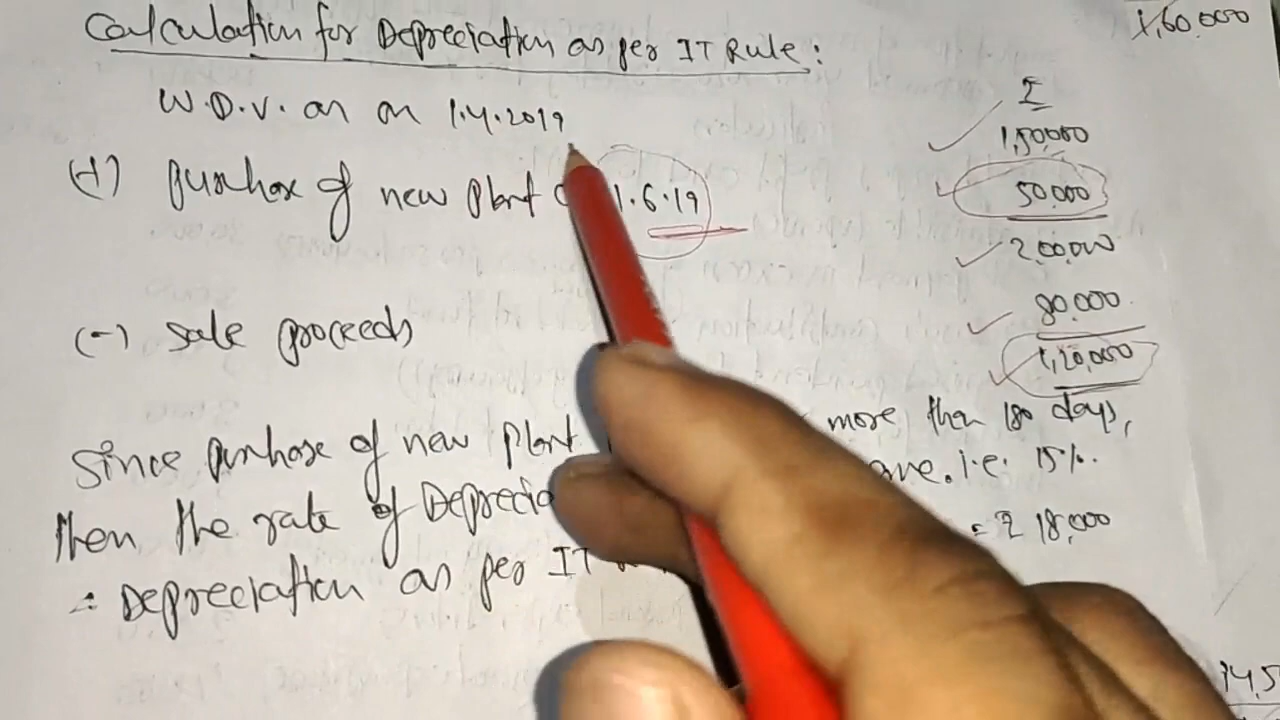 1,60,000
Calculation for Depreciation as per IT Rule:
₹
W.D.V. as on 1.4.2019 1,50,000
(+) purchase of new plant 1.6.19 50,000
2,00,000
(-) Sale proceeds 80,000
1,20,000
Since purchase of new plant more than 180 days,
then the rate of i.e. 15%.
∴ Depreciation as per IT = ₹ 18,000